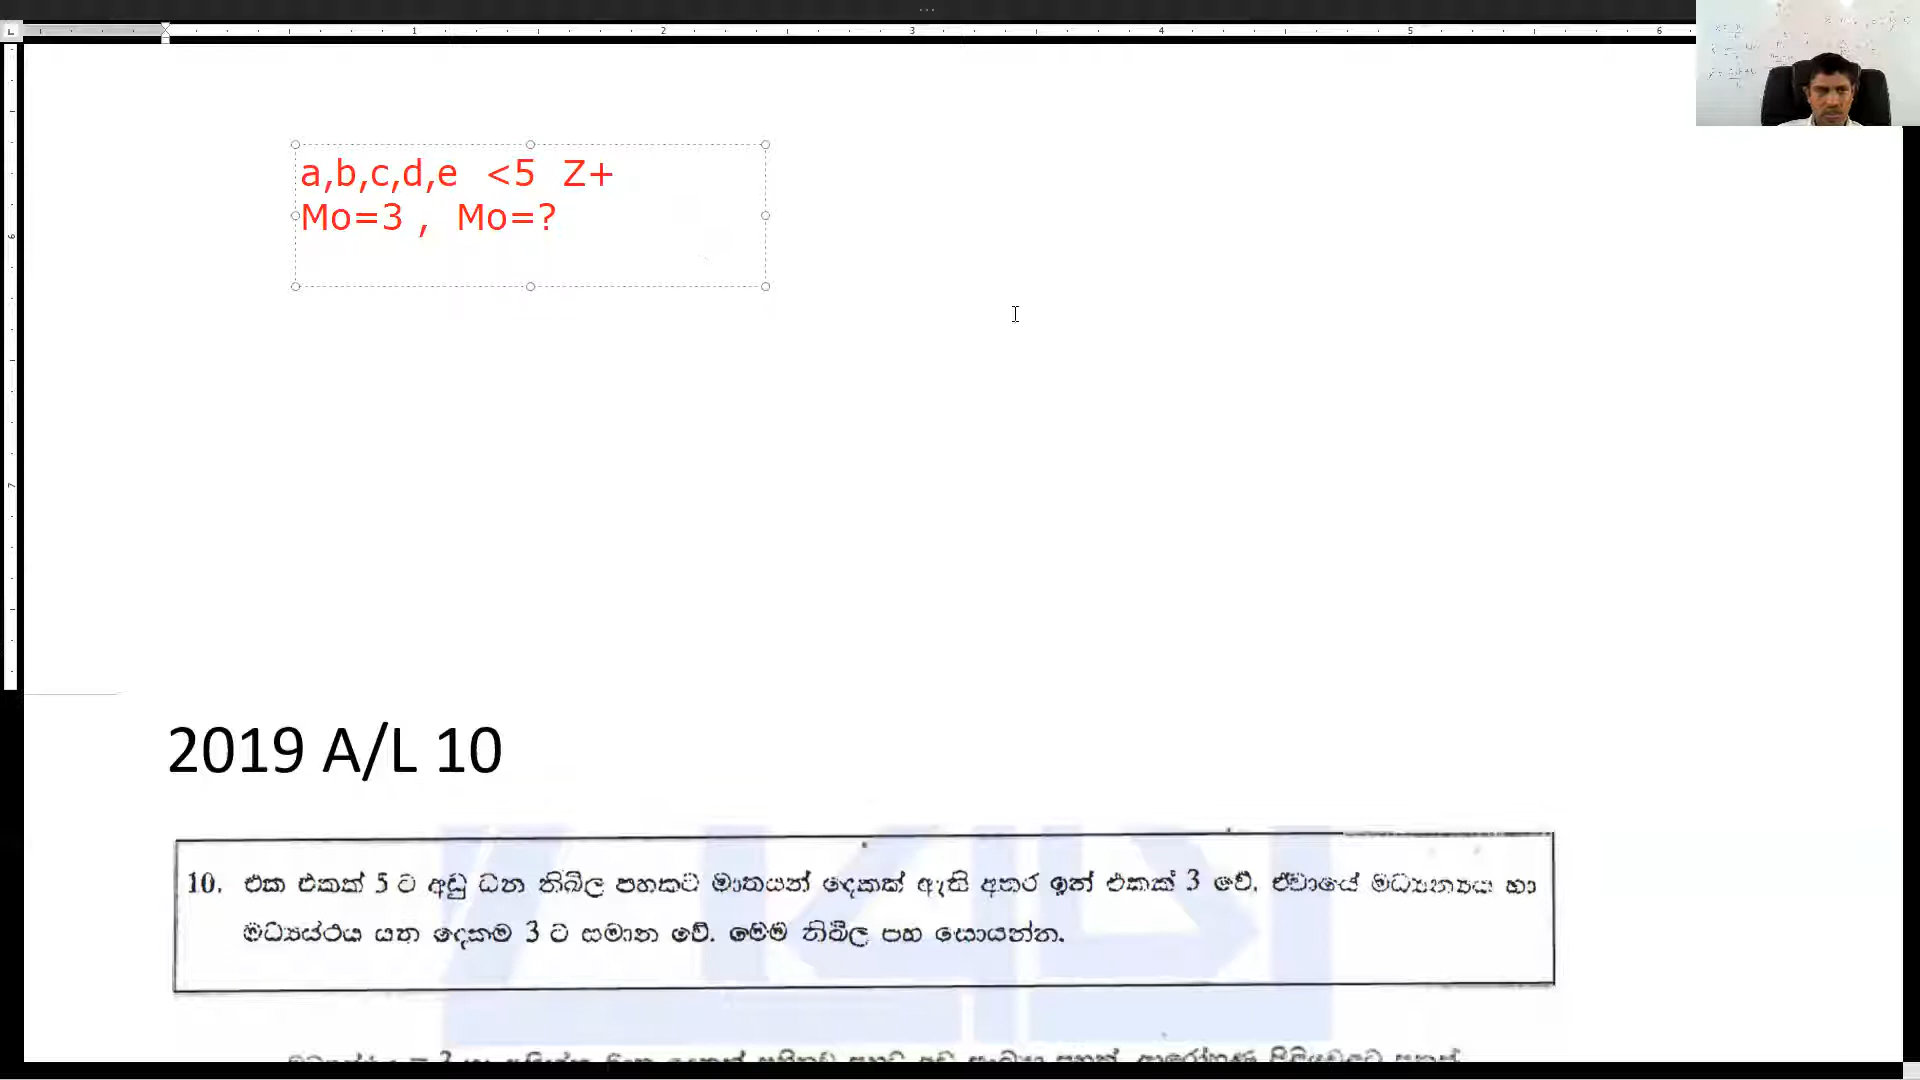 a,b,c,d,e <5 Z+
Mo=3 , Mo=?
2019 A/L 10
10. එක එකක් 5 ට අඩු ධන නිඛිල පහකට මාතයන් දෙකක් ඇති අතර ඉන් එකක් 3 වේ. ඒවායේ මධ්‍යන්‍යය හා
මධ්‍යස්ථය යන දෙකම 3 ට සමාන වේ. මෙම නිඛිල පහ සොයන්න.